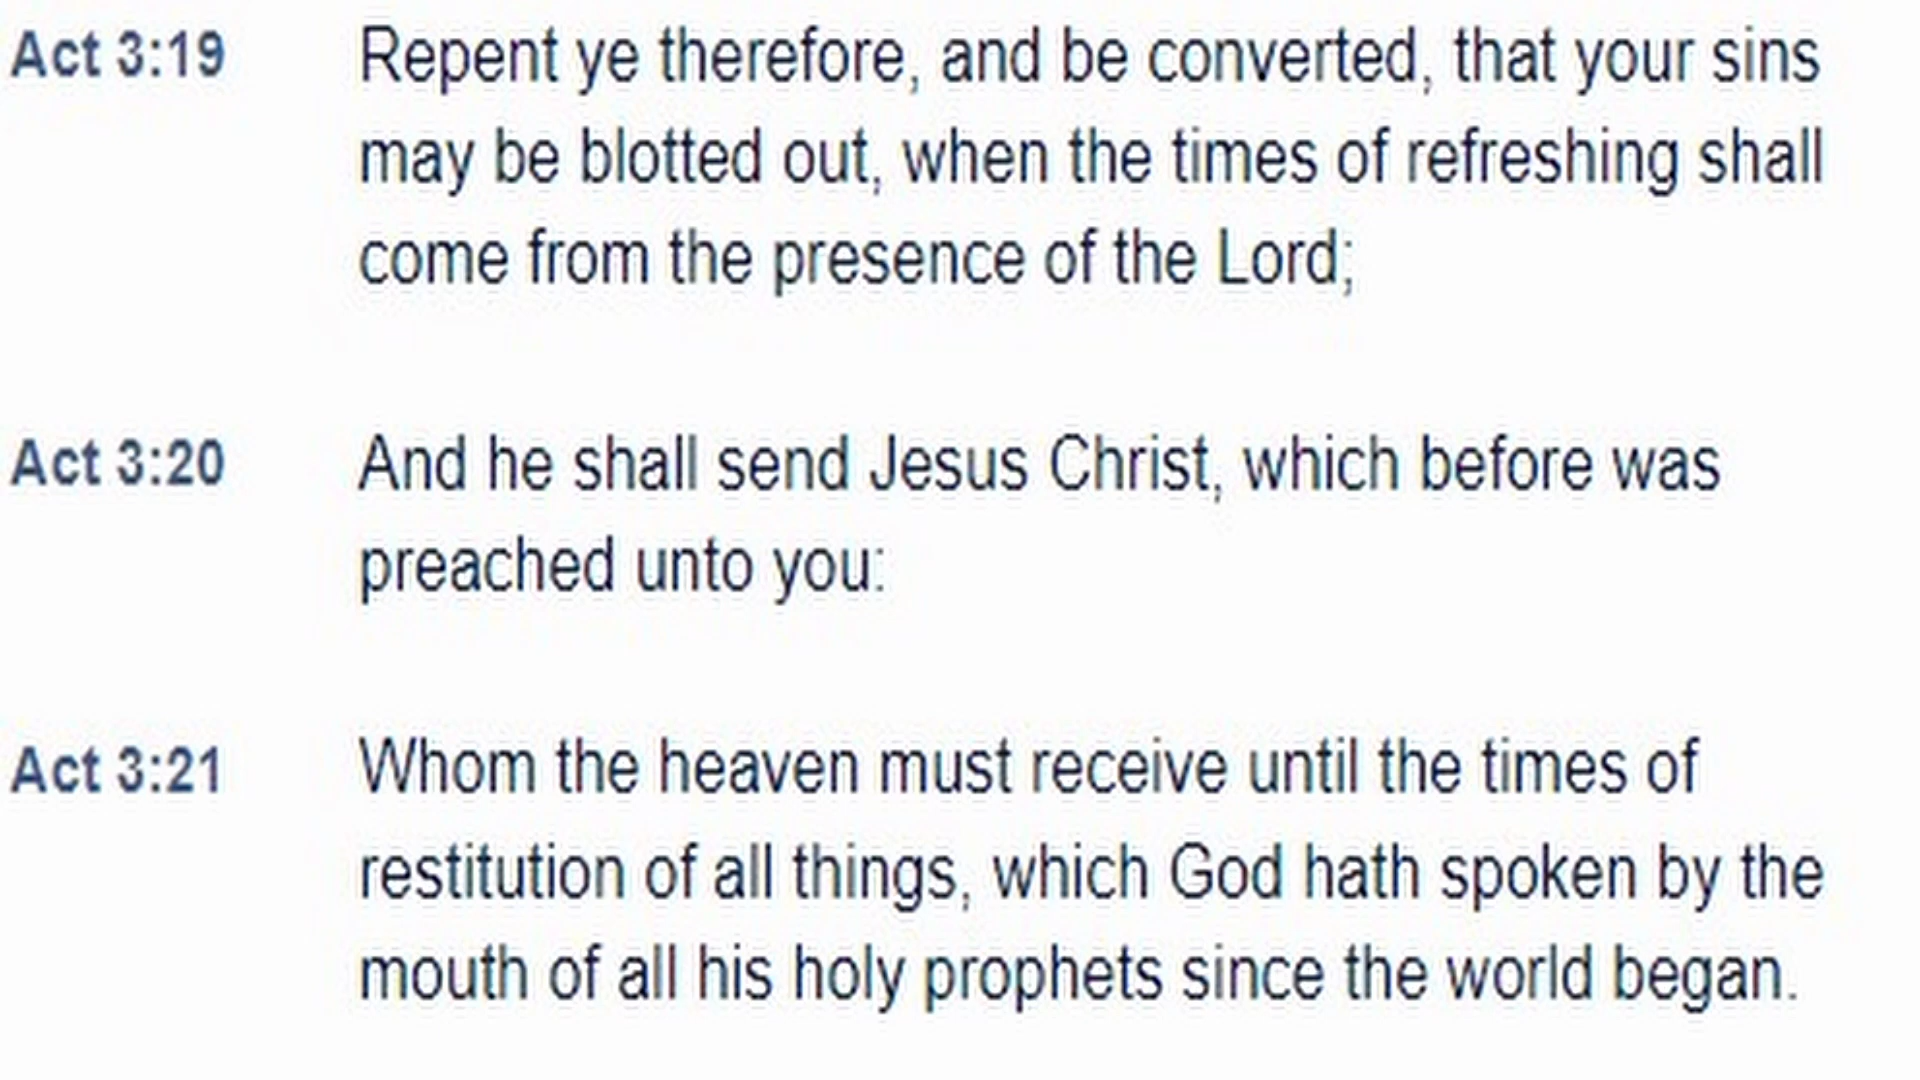 Act 3:19 Repent ye therefore, and be converted, that your sins
may be blotted out, when the times of refreshing shall
come from the presence of the Lord;
Act 3:20 And he shall send Jesus Christ, which before was
preached unto you:
Act 3:21 Whom the heaven must receive until the times of
restitution of all things, which God hath spoken by the
mouth of all his holy prophets since the world began.